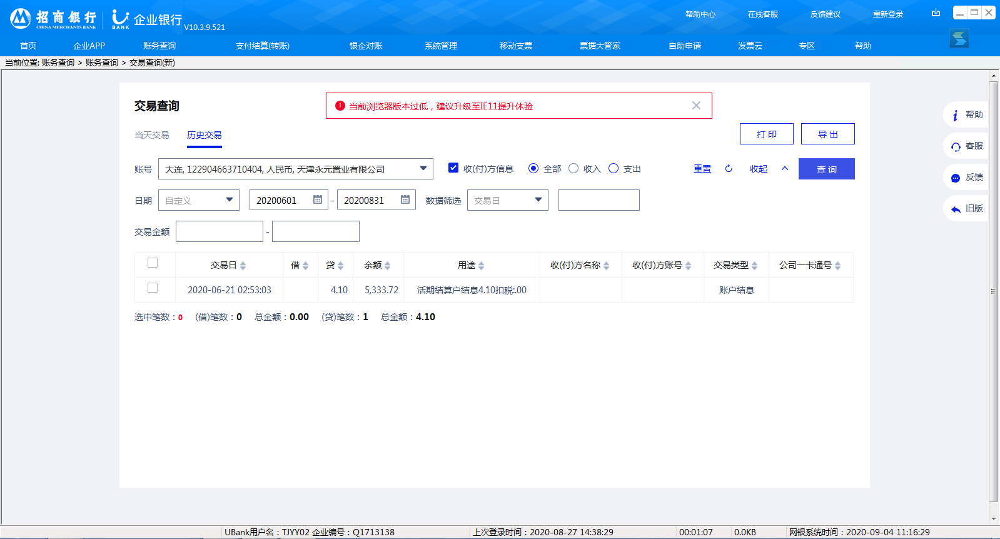 招商银行 CHINA MERCHANTS BANK U BANK 企业银行 V10.3.9.521 帮助中心 在线客服 反馈建议 重新登录
首页 企业APP 账务查询 支付结算(转账) 银企对账 系统管理 移动支票 票据大管家 自助申请 发票云 专区 帮助
当前位置: 账务查询 > 账务查询 > 交易查询(新)
交易查询
当前浏览器版本过低，建议升级至IE11提升体验
当天交易 历史交易 打 印 导 出
账号 大连, 122904663710404, 人民币, 天津永元置业有限公司 收(付)方信息 全部 收入 支出 重置 收起 查 询
日期 自定义 20200601 - 20200831 数据筛选 交易日
交易金额 -
交易日 借 贷 余额 用途 收(付)方名称 收(付)方账号 交易类型 公司一卡通号
2020-06-21 02:53:03 4.10 5,333.72 活期结算户结息4.10扣税:.00 账户结息
选中笔数：0 (借)笔数：0 总金额：0.00 (贷)笔数：1 总金额：4.10
帮助
客服
反馈
旧版
UBank用户名：TJYY02 企业编号：Q1713138 上次登录时间：2020-08-27 14:38:29 00:01:07 0.0KB 网银系统时间：2020-09-04 11:16:29